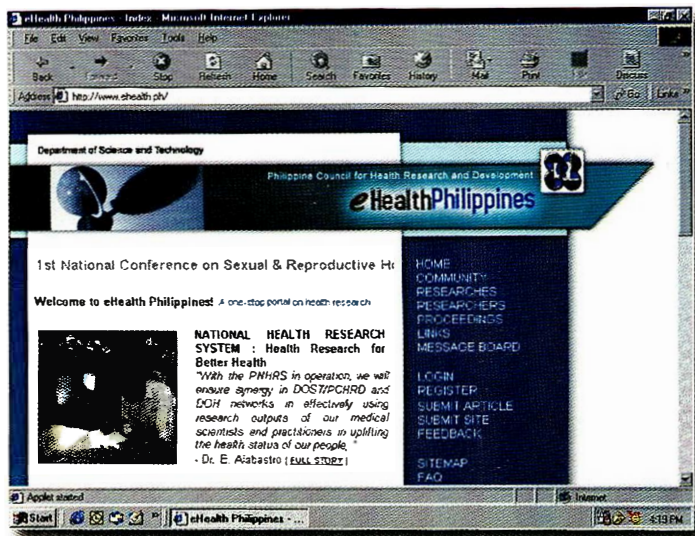 eHealth Philippines - Index - Microsoft Internet Explorer
File Edit View Favorites Tools Help
Back Forward Stop Refresh Home Search Favorites History Mail Print Discuss
Address http://www.ehealth.ph/ Go Links
Department of Science and Technology
Philippine Council for Health Research and Development
eHealthPhilippines
1st National Conference on Sexual & Reproductive He
Welcome to eHealth Philippines! A one-stop portal on health research
NATIONAL HEALTH RESEARCH
SYSTEM : Health Research for
Better Health
"With the PNHRS in operation, we will
ensure synergy in DOST/PCHRD and
DOH networks in effectively using
research outputs of our medical
scientists and practitioners in uplifting
the health status of our people, "
- Dr. E. Alabastro [ FULL STORY ]
HOME
COMMUNITY
RESEARCHES
RESEARCHERS
PROCEEDINGS
LINKS
MESSAGE BOARD
LOGIN
REGISTER
SUBMIT ARTICLE
SUBMIT SITE
FEEDBACK
SITEMAP
FAQ
Applet started Internet
Start eHealth Philippines - ... 4:19 PM